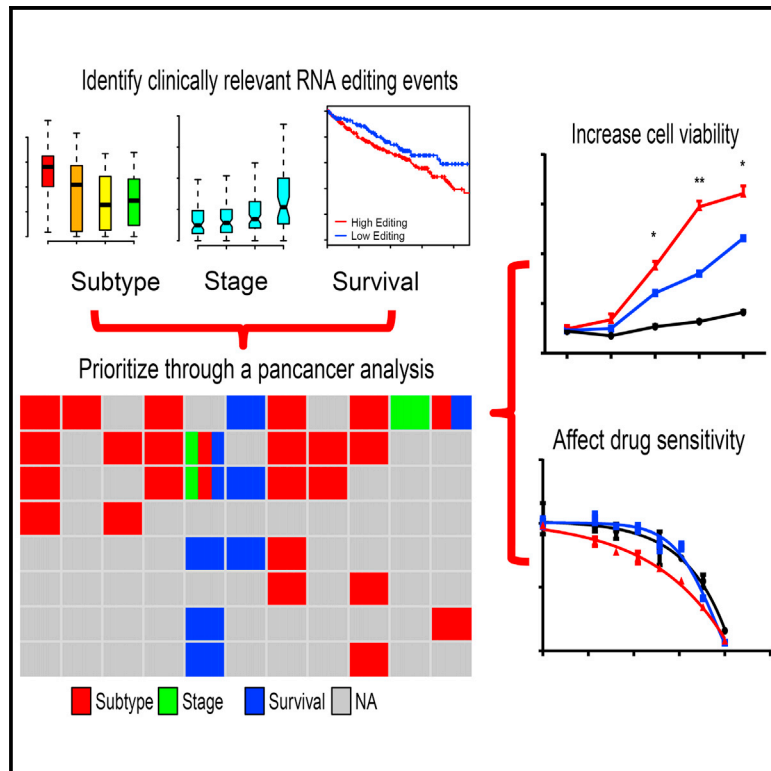 Identify clinically relevant RNA editing events
High Editing
Low Editing
Subtype
Stage
Survival
Prioritize through a pancancer analysis
Subtype
Stage
Survival
NA
Increase cell viability
*
**
*
Affect drug sensitivity